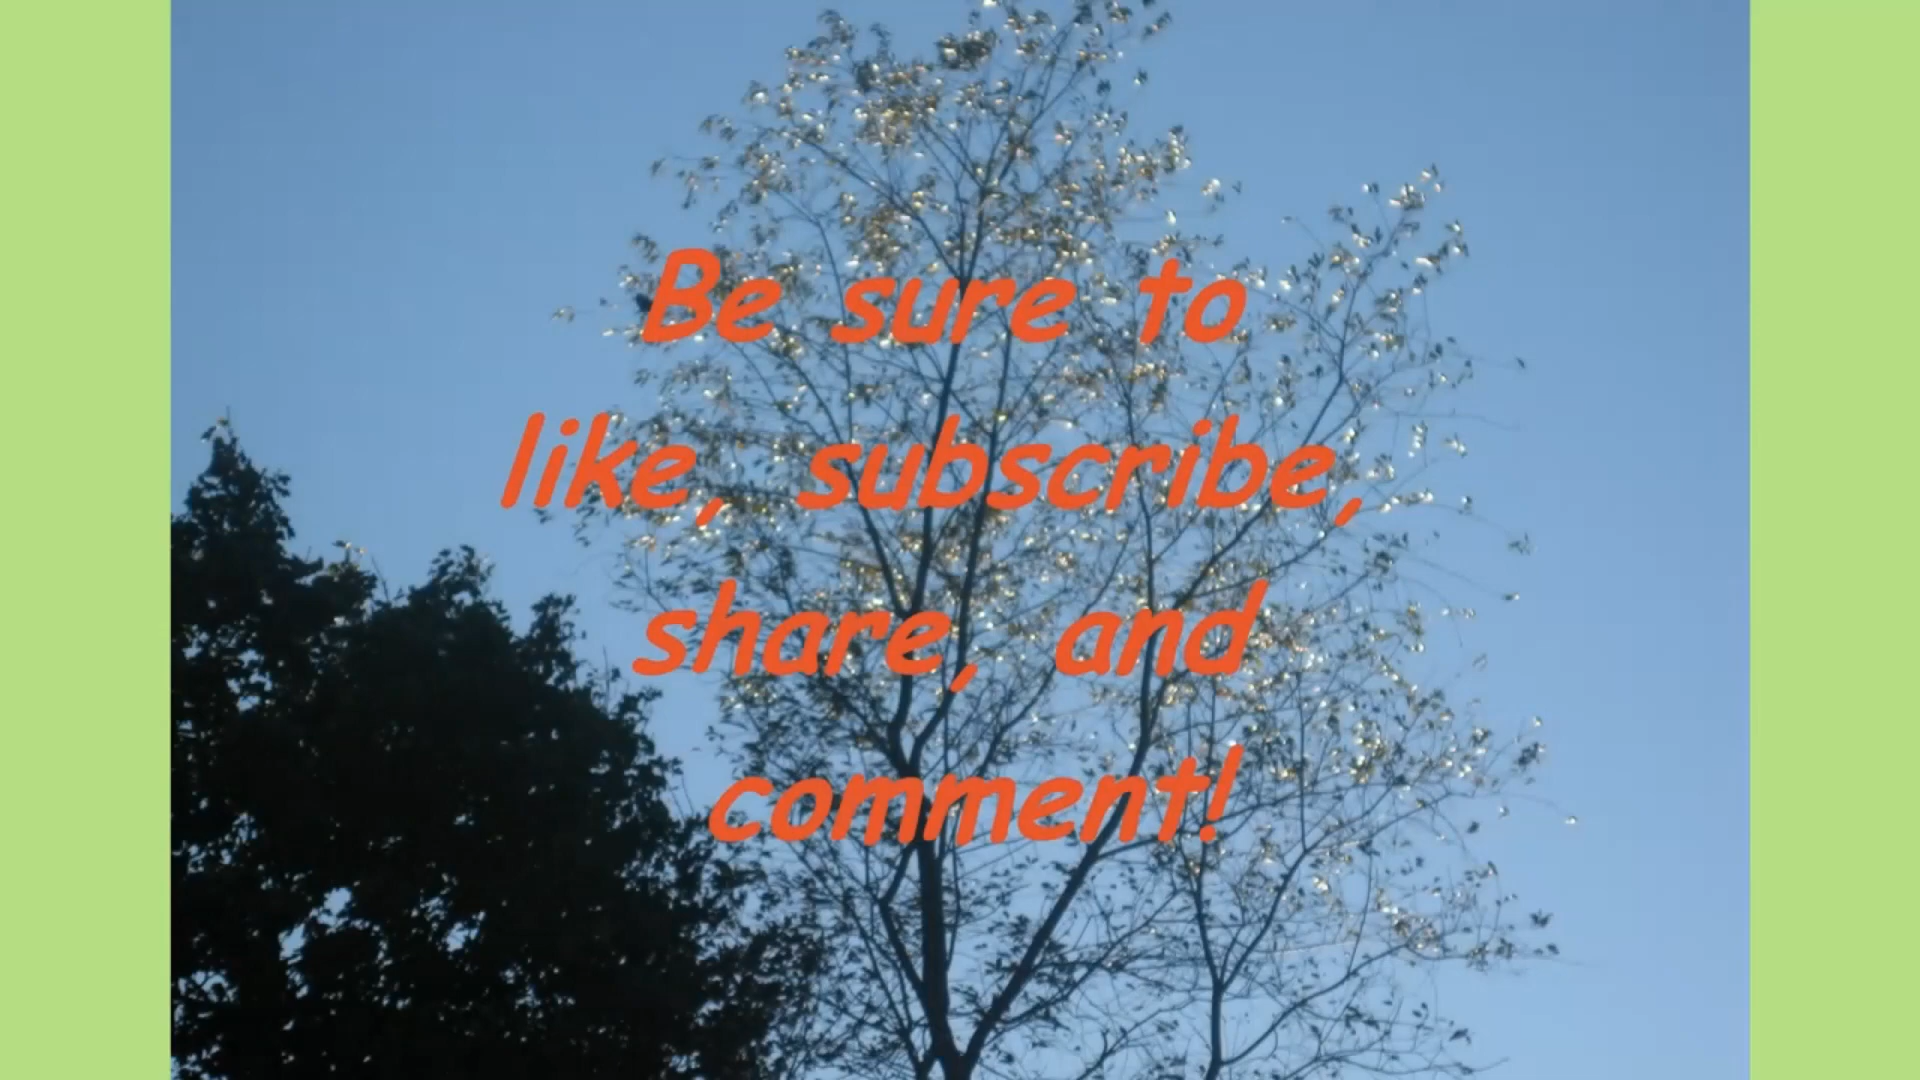 Be sure to
like, subscribe,
share, and
comment!